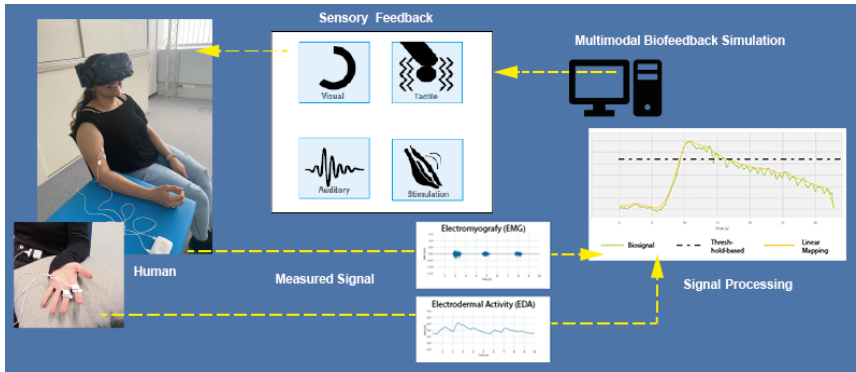 Sensory Feedback
Multimodal Biofeedback Simulation
Visual
Tactile
Auditory
Stimulation
Human
Measured Signal
Electromyografy (EMG)
Electrodermal Activity (EDA)
Time (s)
Biosignal
Thresh-
hold-based
Linear
Mapping
Signal Processing